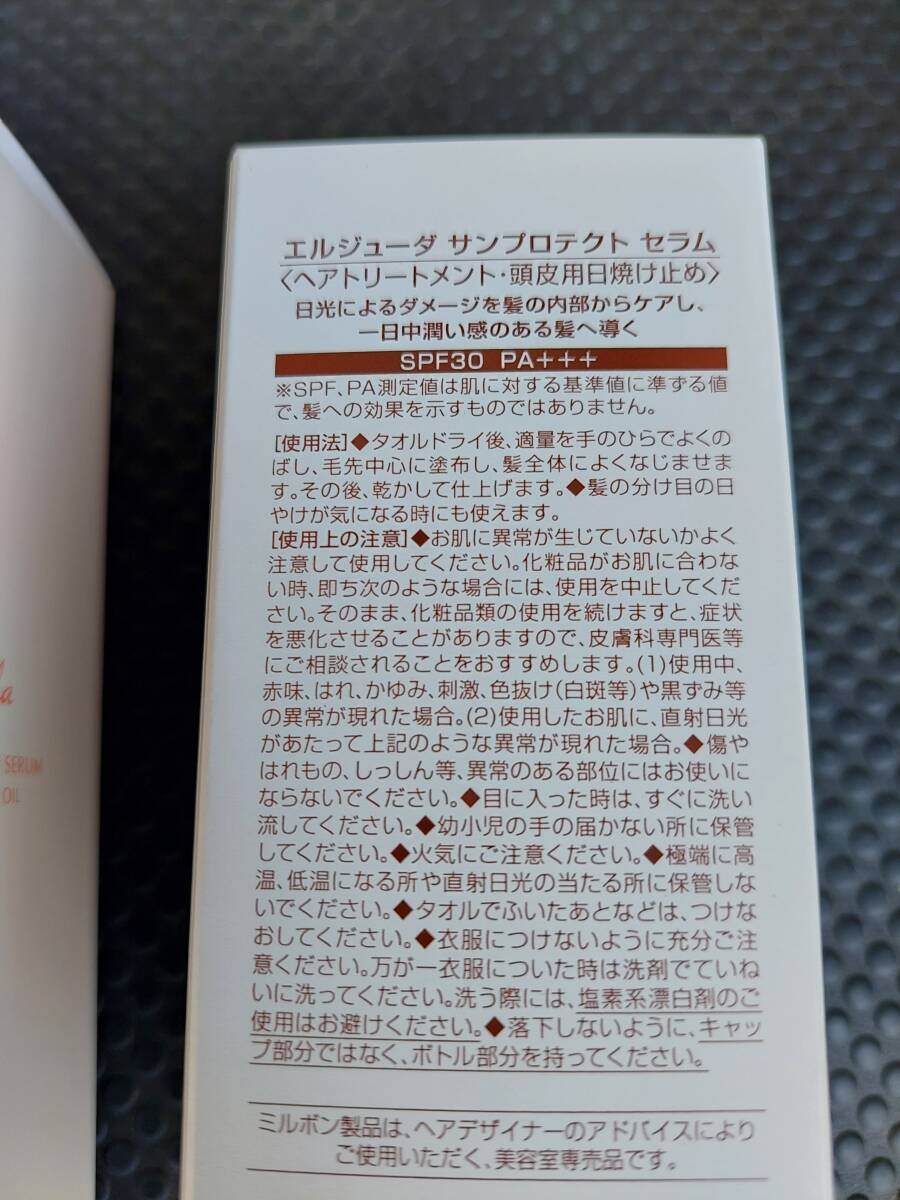 エルジューダ サンプロテクト セラム
〈ヘアトリートメント・頭皮用日焼け止め〉
日光によるダメージを髪の内部からケアし、
一日中潤い感のある髪へ導く
SPF30 PA+++
※SPF、PA測定値は肌に対する基準値に準ずる値
で、髪への効果を示すものではありません。
[使用法]◆タオルドライ後、適量を手のひらでよくの
ばし、毛先中心に塗布し、髪全体によくなじませま
す。その後、乾かして仕上げます。◆髪の分け目の日
やけが気になる時にも使えます。
[使用上の注意]◆お肌に異常が生じていないかよく
注意して使用してください。化粧品がお肌に合わな
い時、即ち次のような場合には、使用を中止してくだ
さい。そのまま、化粧品類の使用を続けますと、症状
を悪化させることがありますので、皮膚科専門医等
にご相談されることをおすすめします。(1)使用中、
赤味、はれ、かゆみ、刺激、色抜け(白斑等)や黒ずみ等
の異常が現れた場合。(2)使用したお肌に、直射日光
があたって上記のような異常が現れた場合。◆傷や
はれもの、しっしん等、異常のある部位にはお使いに
ならないでください。◆目に入った時は、すぐに洗い
流してください。◆幼小児の手の届かない所に保管
してください。◆火気にご注意ください。◆極端に高
温、低温になる所や直射日光の当たる所に保管しな
いでください。◆タオルでふいたあとなどは、つけな
おしてください。◆衣服につけないように充分ご注
意ください。万が一衣服についた時は洗剤でていね
いに洗ってください。洗う際には、塩素系漂白剤のご
使用はお避けください。◆落下しないように、キャッ
プ部分ではなく、ボトル部分を持ってください。
ミルボン製品は、ヘアデザイナーのアドバイスにより
ご使用いただく、美容室専売品です。
SERUM
OIL